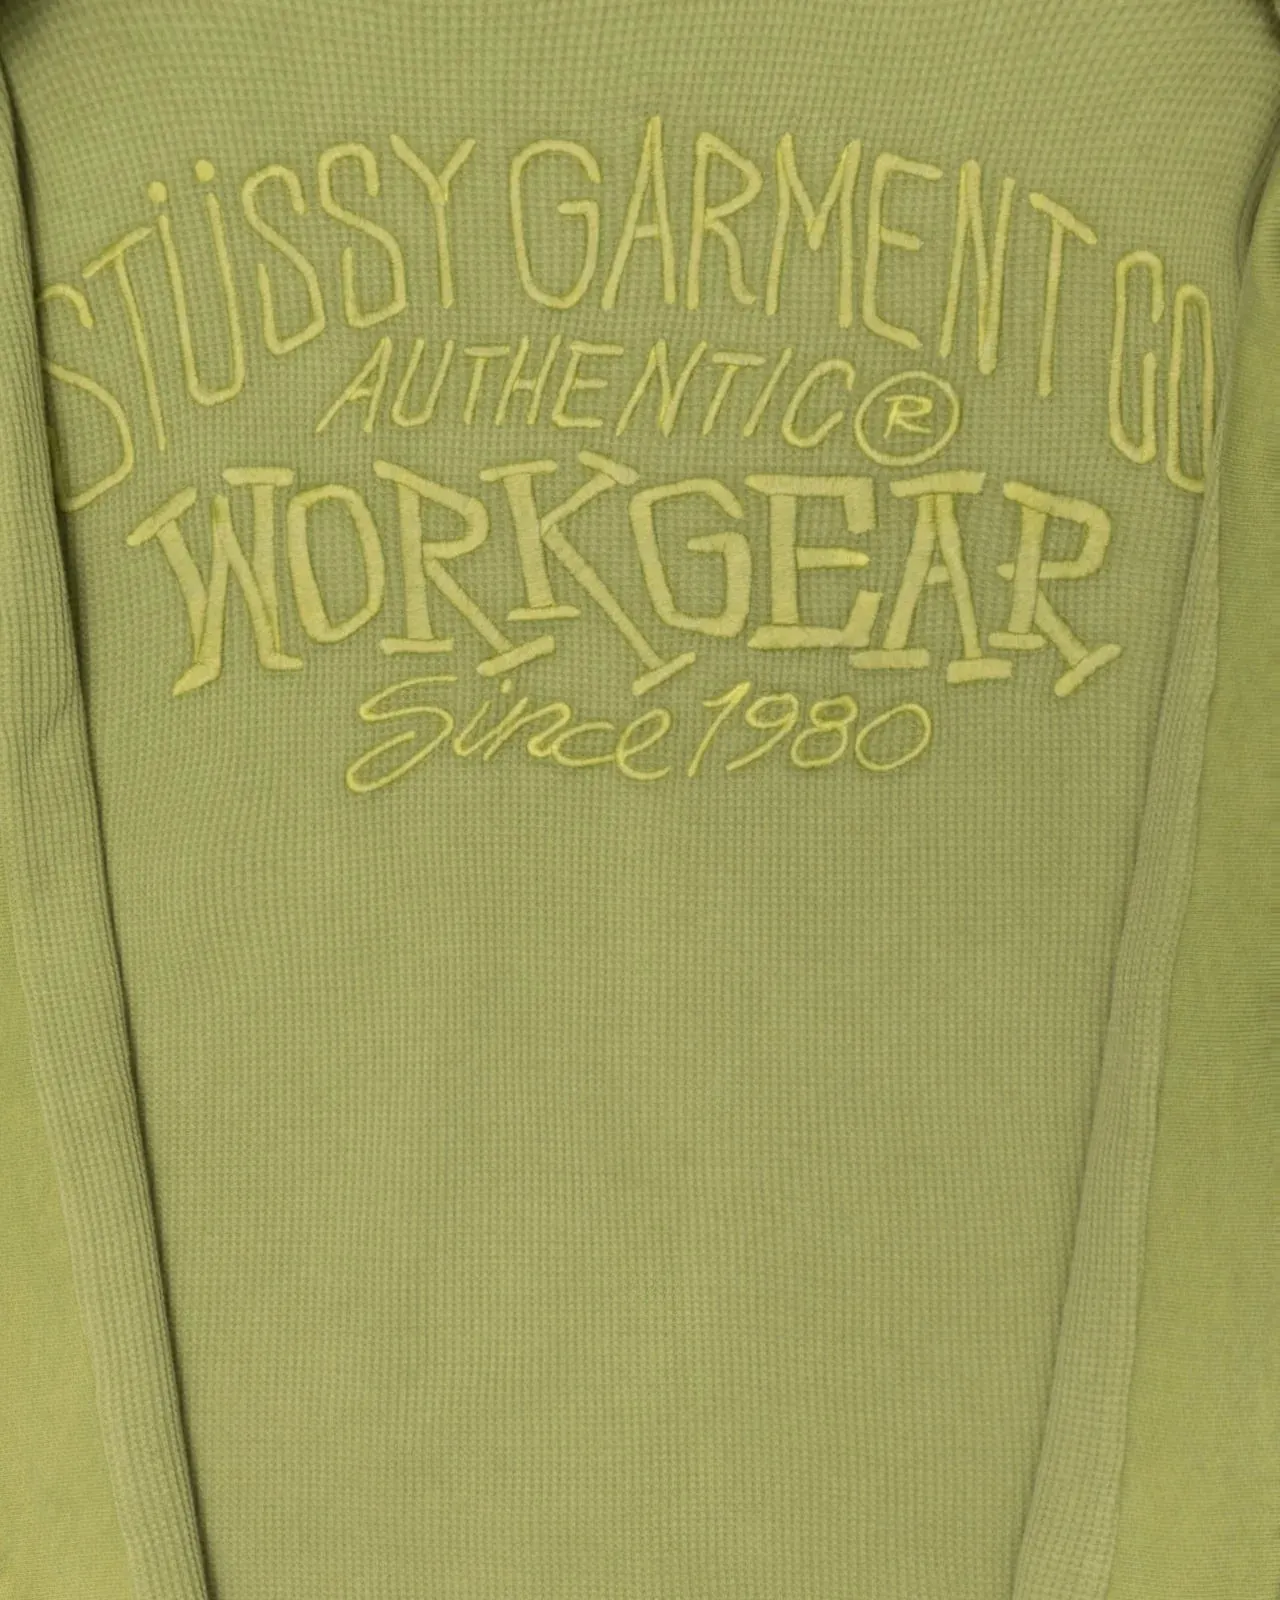 STÜSSY GARMENT CO
AUTHENTIC®
WORKGEAR
Since 1980